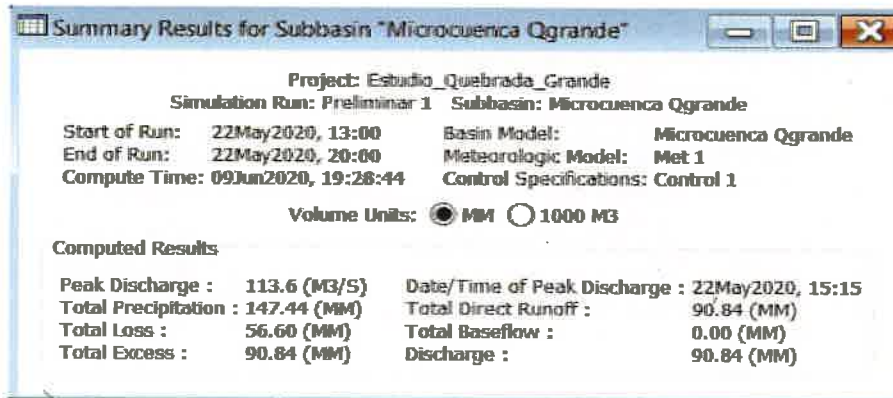 Summary Results for Subbasin "Microcuenca Qgrande"
Project: Estudio_Quebrada_Grande
Simulation Run: Preliminar 1 Subbasin: Microcuenca Qgrande
Start of Run: 22May2020, 13:00 Basin Model: Microcuenca Qgrande
End of Run: 22May2020, 20:00 Meteorologic Model: Met 1
Compute Time: 09Jun2020, 19:28:44 Control Specifications: Control 1
Volume Units: MM 1000 M3
Computed Results
Peak Discharge : 113.6 (M3/S) Date/Time of Peak Discharge : 22May2020, 15:15
Total Precipitation : 147.44 (MM) Total Direct Runoff : 90.84 (MM)
Total Loss : 56.60 (MM) Total Baseflow : 0.00 (MM)
Total Excess : 90.84 (MM) Discharge : 90.84 (MM)